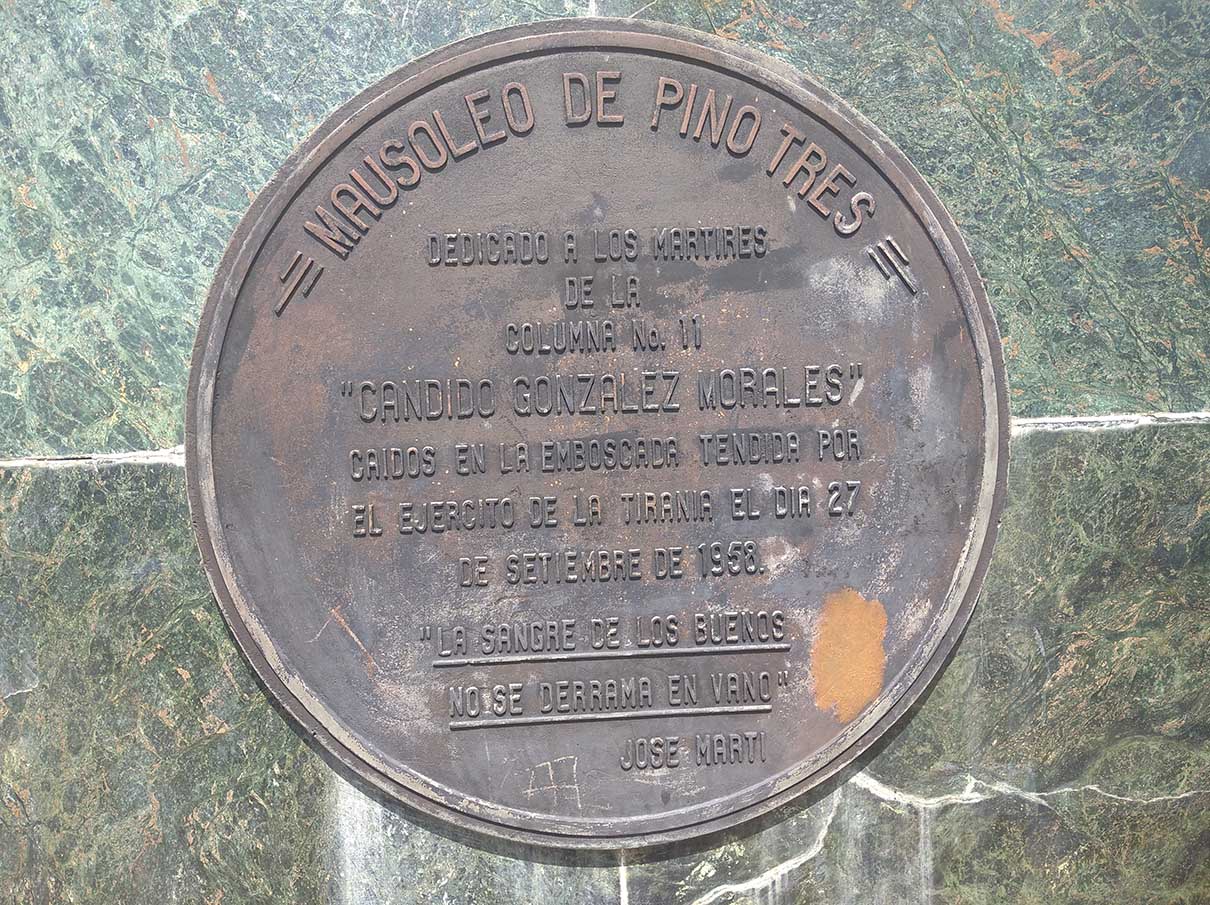 MAUSOLEO DE PINO TRES
DEDICADO A LOS MARTIRES
DE LA
COLUMNA No. 11
"CANDIDO GONZALEZ MORALES"
CAIDOS EN LA EMBOSCADA TENDIDA POR
EL EJERCITO DE LA TIRANIA EL DIA 27
DE SETIEMBRE DE 1958.
"LA SANGRE DE LOS BUENOS
NO SE DERRAMA EN VANO"
JOSE MARTI